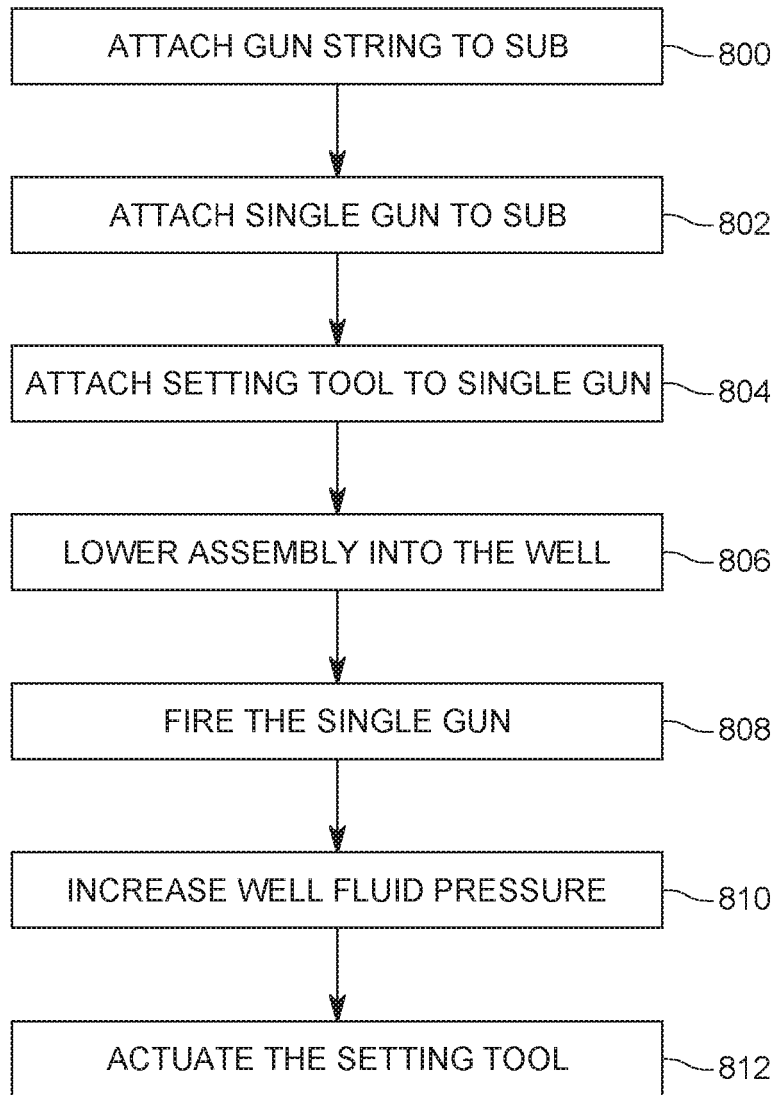 ATTACH GUN STRING TO SUB 800
ATTACH SINGLE GUN TO SUB 802
ATTACH SETTING TOOL TO SINGLE GUN 804
LOWER ASSEMBLY INTO THE WELL 806
FIRE THE SINGLE GUN 808
INCREASE WELL FLUID PRESSURE 810
ACTUATE THE SETTING TOOL 812